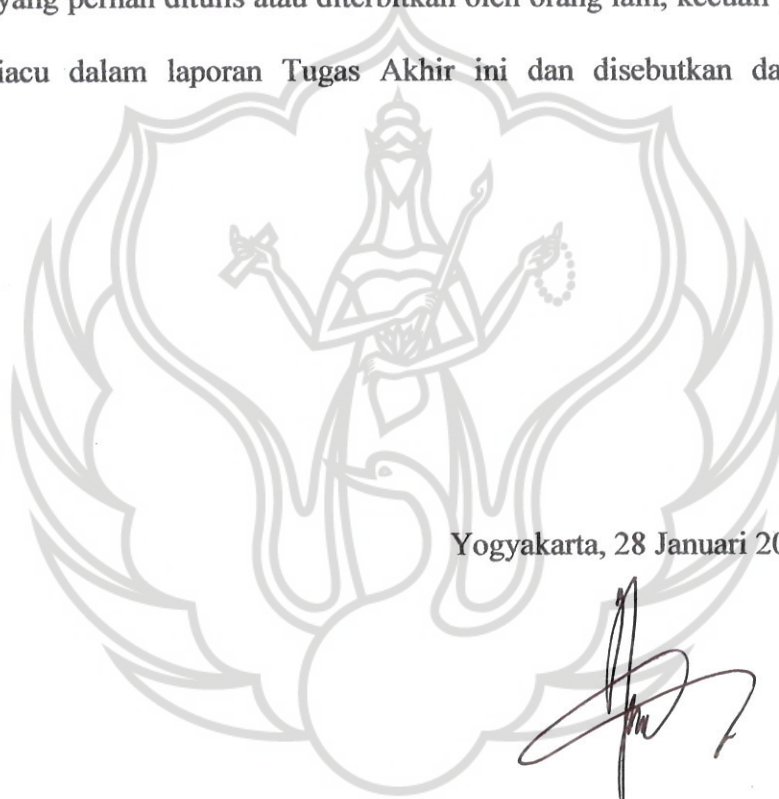 yang pernah ditulis atau diterbitkan oleh orang lain, kecuali
iacu dalam laporan Tugas Akhir ini dan disebutkan da
Yogyakarta, 28 Januari 20